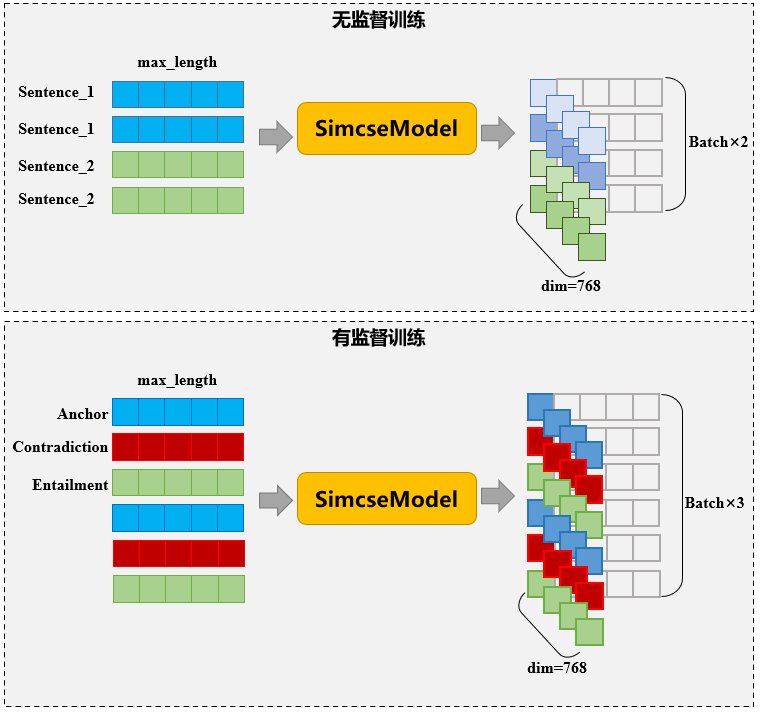 无监督训练
max_length
Sentence_1
Sentence_1
Sentence_2
Sentence_2
SimcseModel
Batch×2
dim=768
有监督训练
max_length
Anchor
Contradiction
Entailment
SimcseModel
Batch×3
dim=768